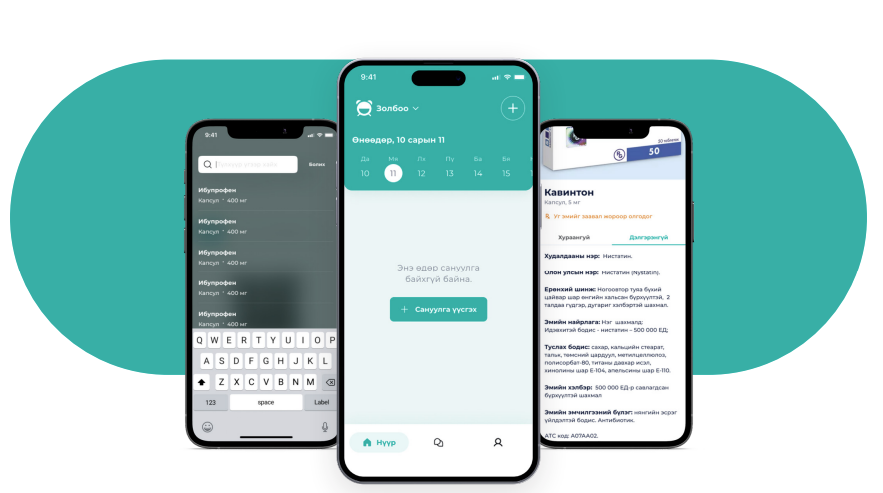 9:41
Болих
Ибупрофен
Капсул • 400 мг
Ибупрофен
Капсул • 400 мг
Ибупрофен
Капсул • 400 мг
Ибупрофен
Капсул • 400 мг
Ибупрофен
Капсул • 400 мг
Q W E R T Y U I O P
A S D F G H J K L
Z X C V B N M
123 space Label
9:41
Золбоо
Өнөөдөр, 10 сарын 11
Да Мя Лх Пү Ба Бя
10 11 12 13 14 15
Энэ өдөр сануулга
байхгүй байна.
+ Сануулга үүсгэх
Нүүр
50
Кавинтон
Капсул, 5 мг
Уг эмийг заавал жороор олгодог
Хураангуй Дэлгэрэнгүй
Худалдааны нэр: Нистатин.
Олон улсын нэр: Нистатин (Nystatin).
Ерөнхий шинж: Ногоовтор туяа бүхий
цайвар шар өнгийн хальсан бүрхүүлтэй, 2
талдаа гүдгэр, дугариг хэлбэртэй шахмал.
Эмийн найрлага: Нэг шахмалд:
Идэвхитэй бодис - нистатин – 500 000 ЕД;
Туслах бодис: сахар, кальцийн стеарат,
тальк, төмсний цардуул, метилцеллюлоз,
полисорбат-80, титаны давхар исэл,
хинолины шар Е-104, апельсины шар Е-110.
Эмийн хэлбэр: 500 000 ЕД-р савлагдсан
бүрхүүлтэй шахмал
Эмийн эмчилгээний бүлэг: нянгийн эсрэг
үйлдэлтэй бодис. Антибиотик.
АТС код: A07AA02.